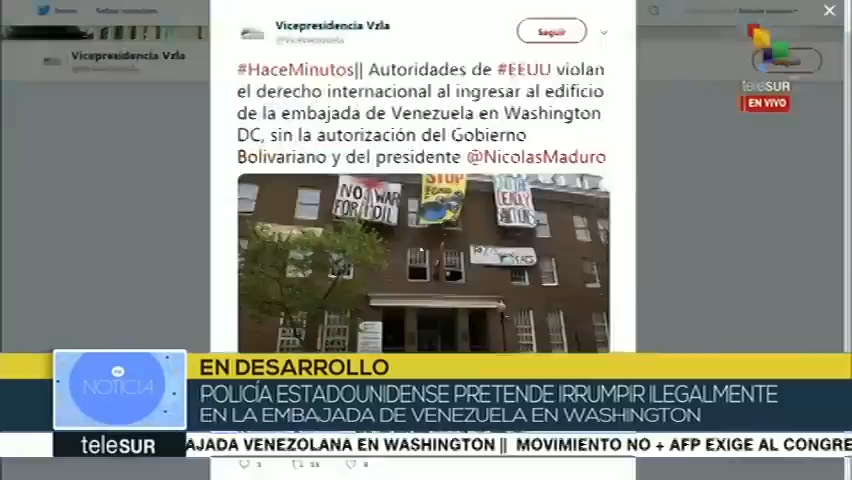 Vicepresidencia Vzla
Seguir
Vicepresidencia Vzla
#HaceMinutos|| Autoridades de #EEUU violan
el derecho internacional al ingresar al edificio
de la embajada de Venezuela en Washington
DC, sin la autorización del Gobierno
Bolivariano y del presidente @NicolasMaduro
teleSUR
EN VIVO
NO WAR
FOR OIL
STOP
EN DESARROLLO
NOTICIA
POLICÍA ESTADOUNIDENSE PRETENDE IRRUMPIR ILEGALMENTE
EN LA EMBAJADA DE VENEZUELA EN WASHINGTON
teleSUR
AJADA VENEZOLANA EN WASHINGTON || MOVIMIENTO NO + AFP EXIGE AL CONGRE